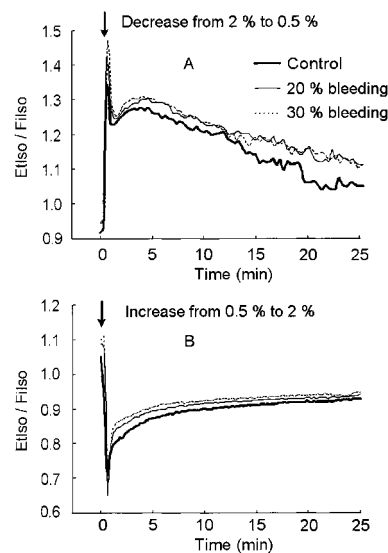 Decrease from 2 % to 0.5 %
1.5
1.4
1.3
1.2
1.1
1.0
0.9
A
Control
20 % bleeding
30 % bleeding
EtIso / FiIso
0 5 10 15 20 25
Time (min)
Increase from 0.5 % to 2 %
1.2
1.1
1.0
0.9
0.8
0.7
0.6
B
EtIso / FiIso
0 5 10 15 20 25
Time (min)